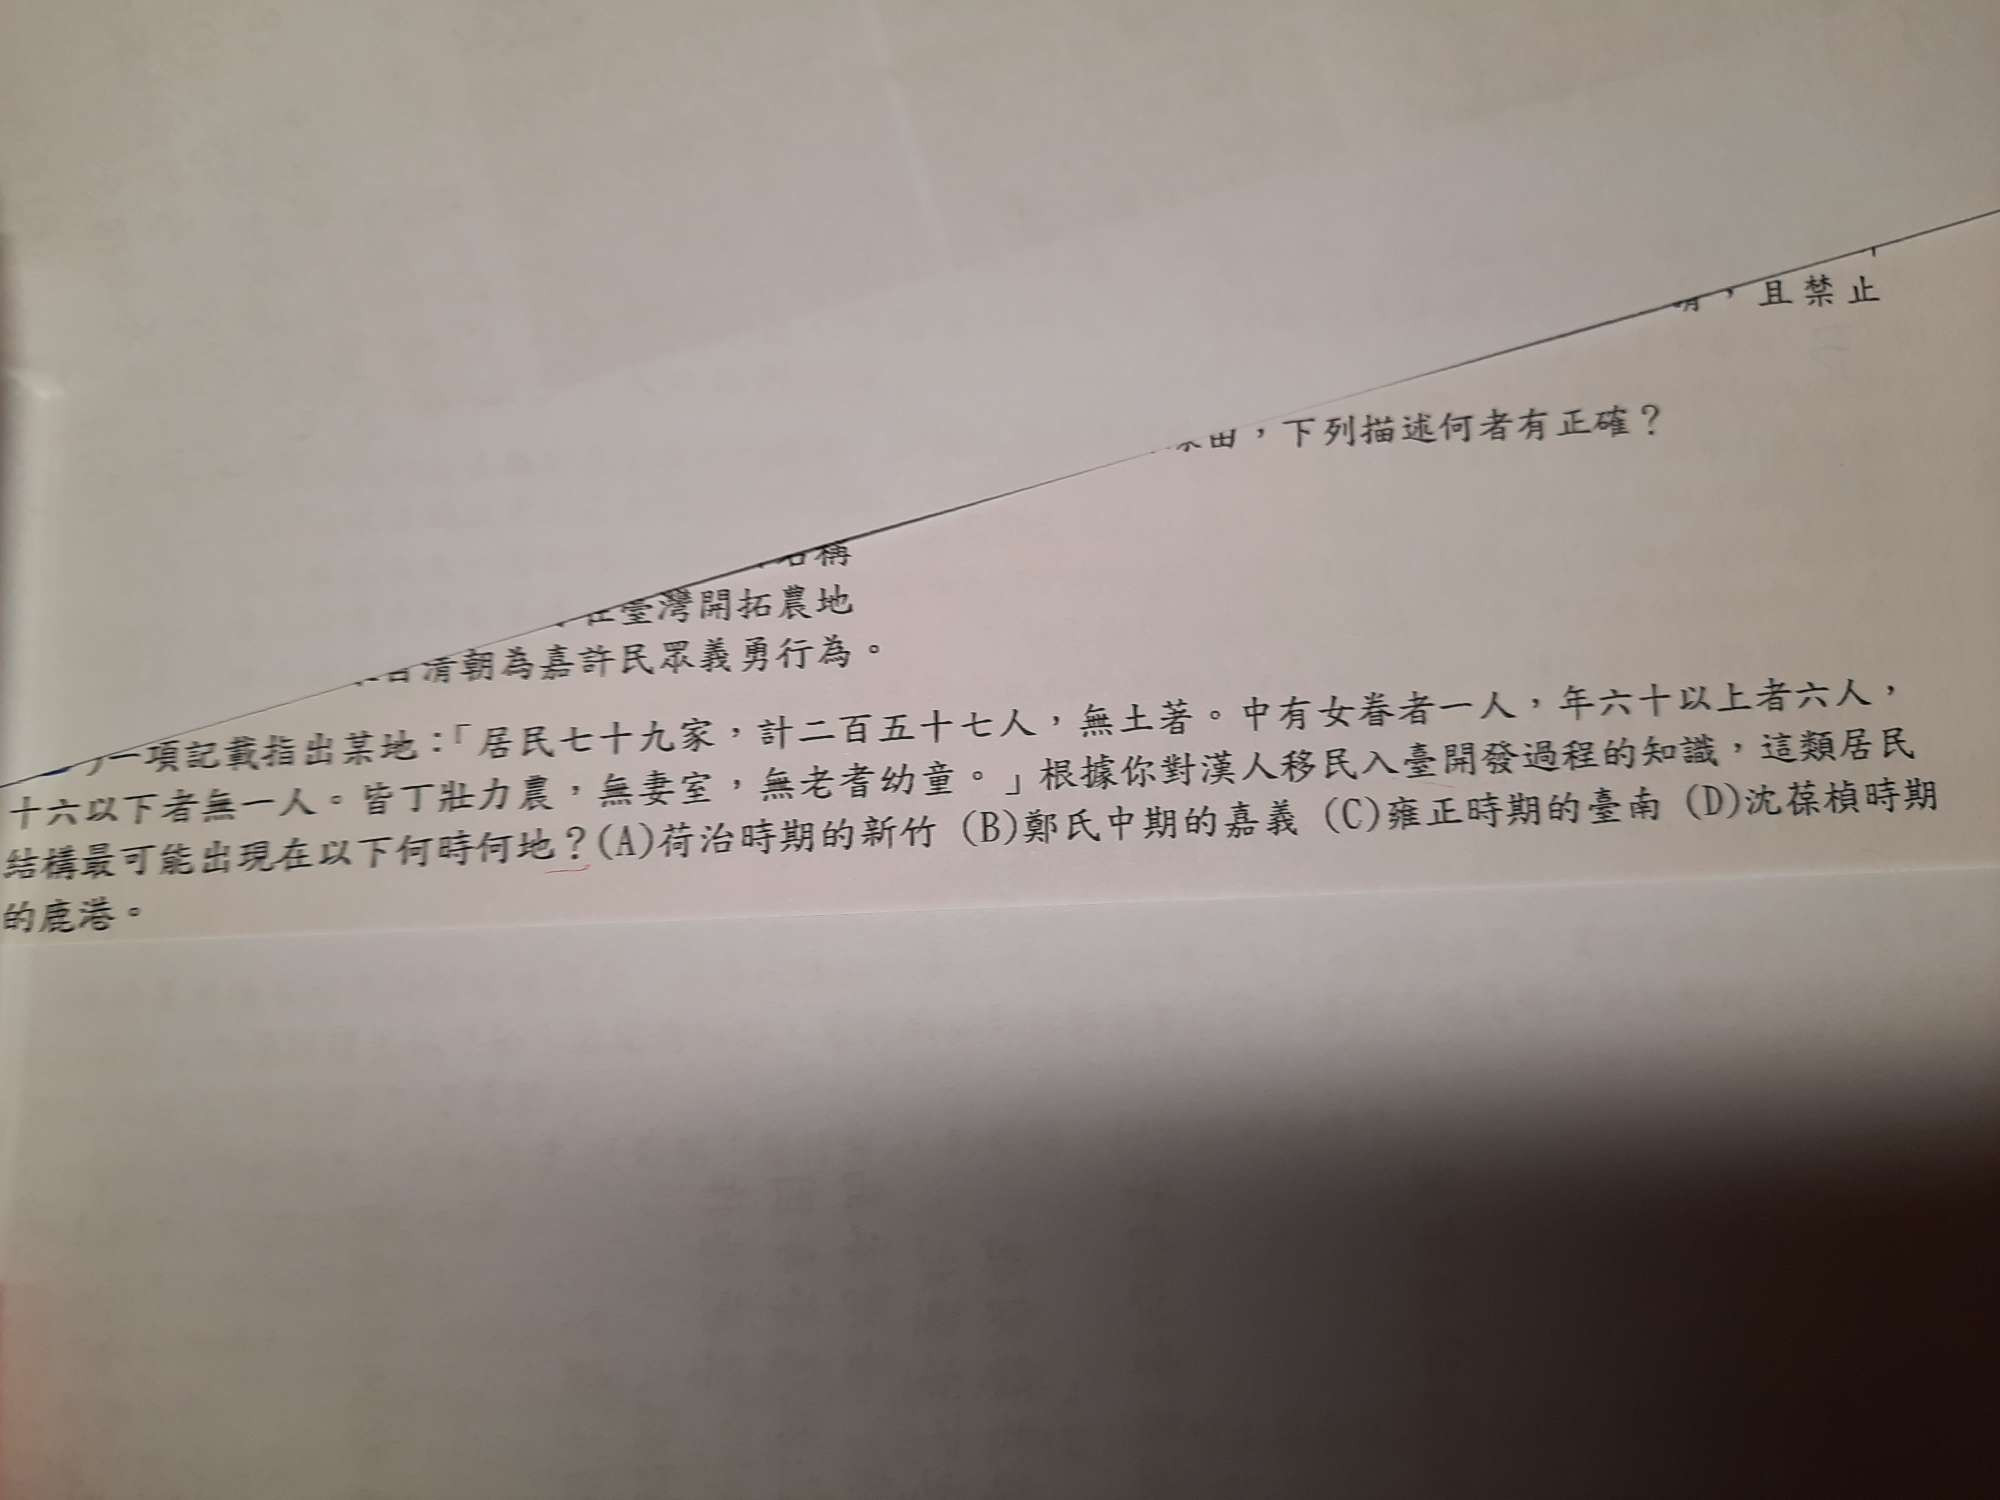 ，且禁止
，下列描述何者有正確？
稱
臺灣開拓農地
清朝為嘉許民眾義勇行為。
)一項記載指出某地：「居民七十九家，計二百五十七人，無土著。中有女眷者一人，年六十以上者六人，
十六以下者無一人。皆丁壯力農，無妻室，無老耆幼童。」根據你對漢人移民入臺開發過程的知識，這類居民
結構最可能出現在以下何時何地？(A)荷治時期的新竹 (B)鄭氏中期的嘉義 (C)雍正時期的臺南 (D)沈葆楨時期
的鹿港。